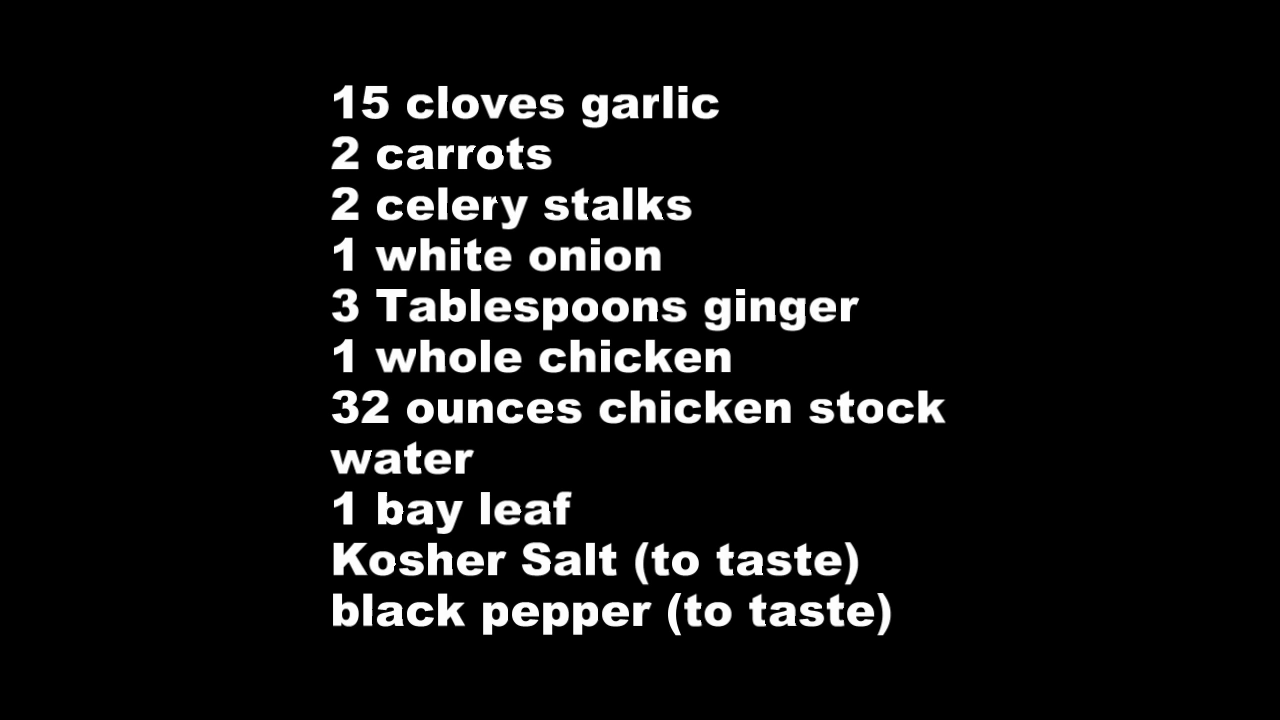 15 cloves garlic
2 carrots
2 celery stalks
1 white onion
3 Tablespoons ginger
1 whole chicken
32 ounces chicken stock
water
1 bay leaf
Kosher Salt (to taste)
black pepper (to taste)